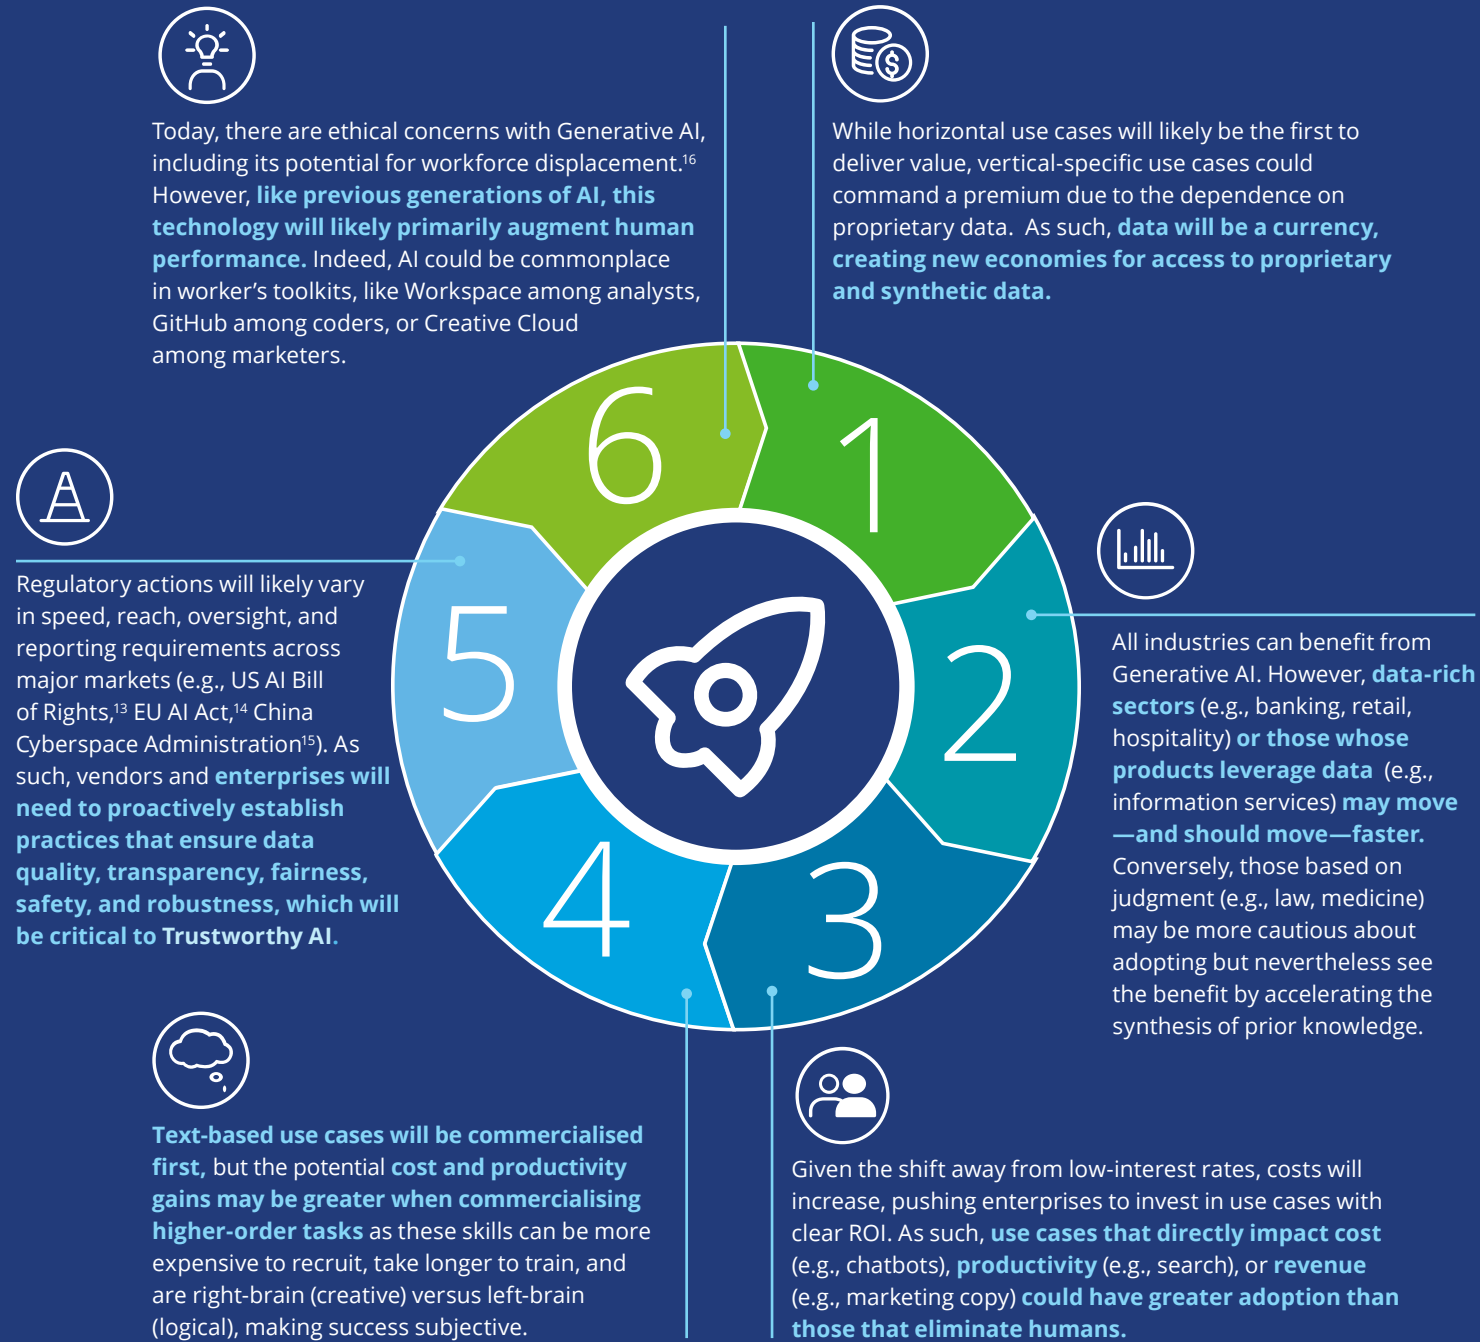 Today, there are ethical concerns with Generative AI,
including its potential for workforce displacement.16
However, like previous generations of AI, this
technology will likely primarily augment human
performance. Indeed, AI could be commonplace
in worker’s toolkits, like Workspace among analysts,
GitHub among coders, or Creative Cloud
among marketers.
While horizontal use cases will likely be the first to
deliver value, vertical-specific use cases could
command a premium due to the dependence on
proprietary data.  As such, data will be a currency,
creating new economies for access to proprietary
and synthetic data.
6
1
5
2
4
3
Regulatory actions will likely vary
in speed, reach, oversight, and
reporting requirements across
major markets (e.g., US AI Bill
of Rights,13 EU AI Act,14 China
Cyberspace Administration15). As
such, vendors and enterprises will
need to proactively establish
practices that ensure data
quality, transparency, fairness,
safety, and robustness, which will
be critical to Trustworthy AI.
All industries can benefit from
Generative AI. However, data-rich
sectors (e.g., banking, retail,
hospitality) or those whose
products leverage data  (e.g.,
information services) may move
—and should move—faster.
Conversely, those based on
judgment (e.g., law, medicine)
may be more cautious about
adopting but nevertheless see
the benefit by accelerating the
synthesis of prior knowledge.
Text-based use cases will be commercialised
first, but the potential cost and productivity
gains may be greater when commercialising
higher-order tasks as these skills can be more
expensive to recruit, take longer to train, and
are right-brain (creative) versus left-brain
(logical), making success subjective.
Given the shift away from low-interest rates, costs will
increase, pushing enterprises to invest in use cases with
clear ROI. As such, use cases that directly impact cost
(e.g., chatbots), productivity (e.g., search), or revenue
(e.g., marketing copy) could have greater adoption than
those that eliminate humans.